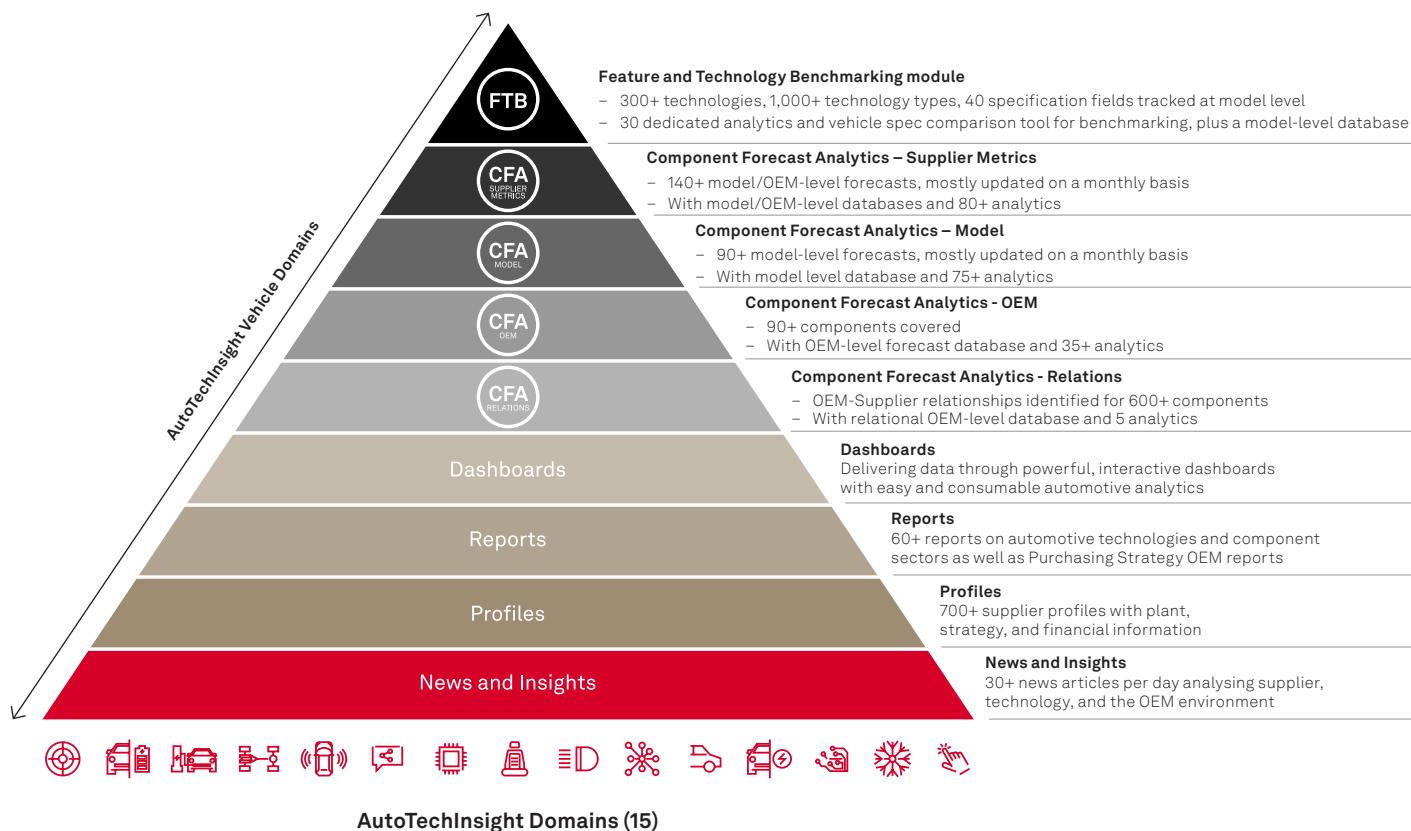 FTB
Feature and Technology Benchmarking module
– 300+ technologies, 1,000+ technology types, 40 specification fields tracked at model level
– 30 dedicated analytics and vehicle spec comparison tool for benchmarking, plus a model-level database
CFA
SUPPLIER
METRICS
Component Forecast Analytics – Supplier Metrics
– 140+ model/OEM-level forecasts, mostly updated on a monthly basis
– With model/OEM-level databases and 80+ analytics
CFA
MODEL
Component Forecast Analytics – Model
– 90+ model-level forecasts, mostly updated on a monthly basis
– With model level database and 75+ analytics
AutoTechInsight Vehicle Domains
CFA
OEM
Component Forecast Analytics - OEM
– 90+ components covered
– With OEM-level forecast database and 35+ analytics
CFA
RELATIONS
Component Forecast Analytics - Relations
– OEM-Supplier relationships identified for 600+ components
– With relational OEM-level database and 5 analytics
Dashboards
Dashboards
Delivering data through powerful, interactive dashboards
with easy and consumable automotive analytics
Reports
Reports
60+ reports on automotive technologies and component
sectors as well as Purchasing Strategy OEM reports
Profiles
Profiles
700+ supplier profiles with plant,
strategy, and financial information
News and Insights
News and Insights
30+ news articles per day analysing supplier,
technology, and the OEM environment
AutoTechInsight Domains (15)